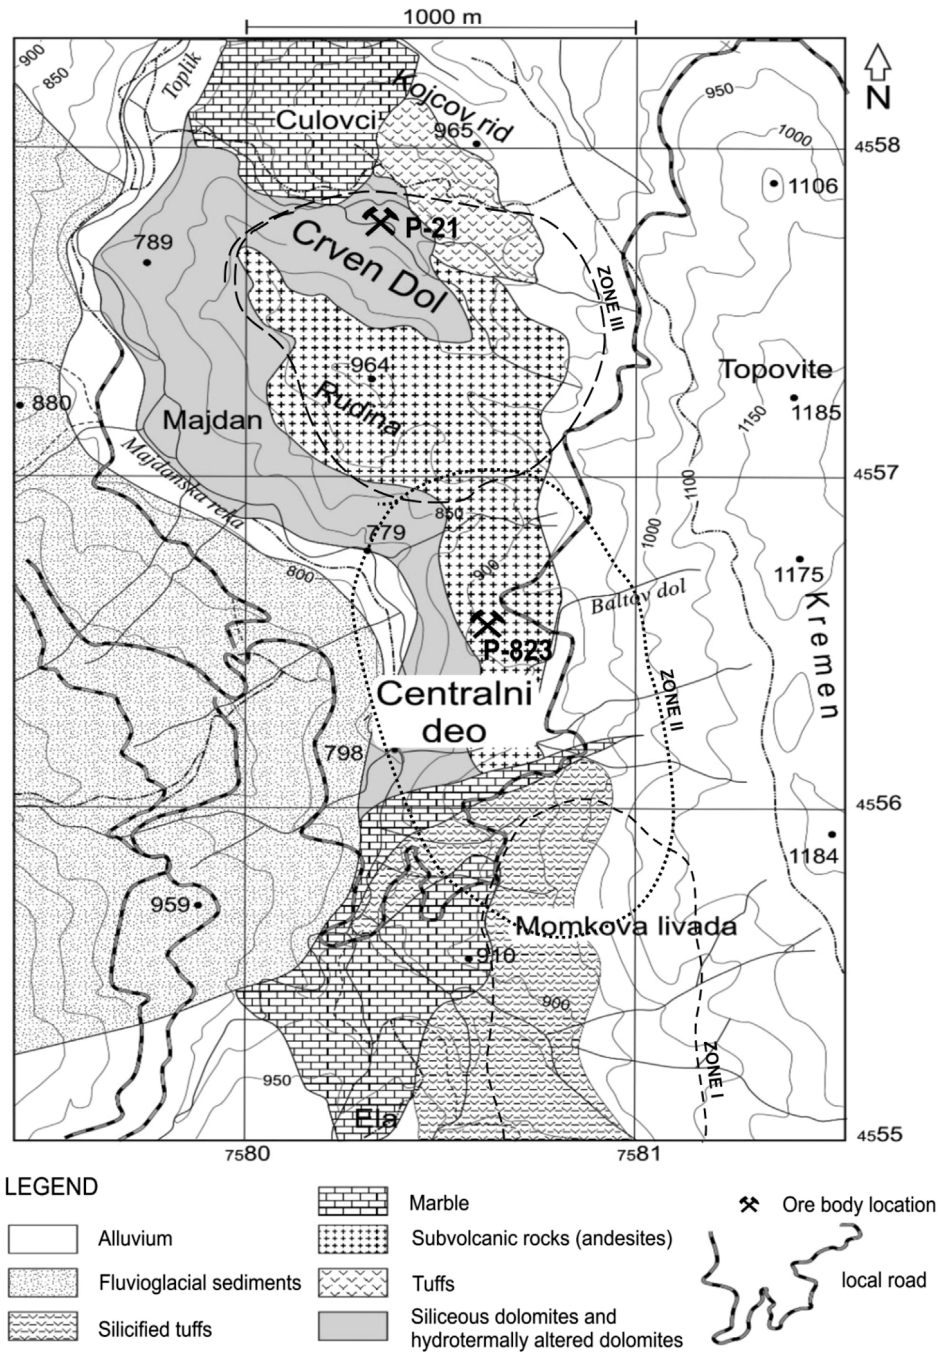 1000 m
900
850
Toplik
Kojcov rid
950
N
Culovci
965
1000
4558
1106
P-21
789
Crven Dol
ZONE III
964
Topovite
880
Rudina
1185
1150
Majdan
Majdanska reka
4557
1100
850
779
1000
800
900
1175
Baltov dol
Kremen
P-823
Centralni
deo
ZONE II
798
4556
1184
959
Momkova livada
910
900
950
ZONE I
Ela
4555
7580
7581
LEGEND
Alluvium
Fluvioglacial sediments
Silicified tuffs
Marble
Subvolcanic rocks (andesites)
Tuffs
Siliceous dolomites and
hydrotermally altered dolomites
Ore body location
local road